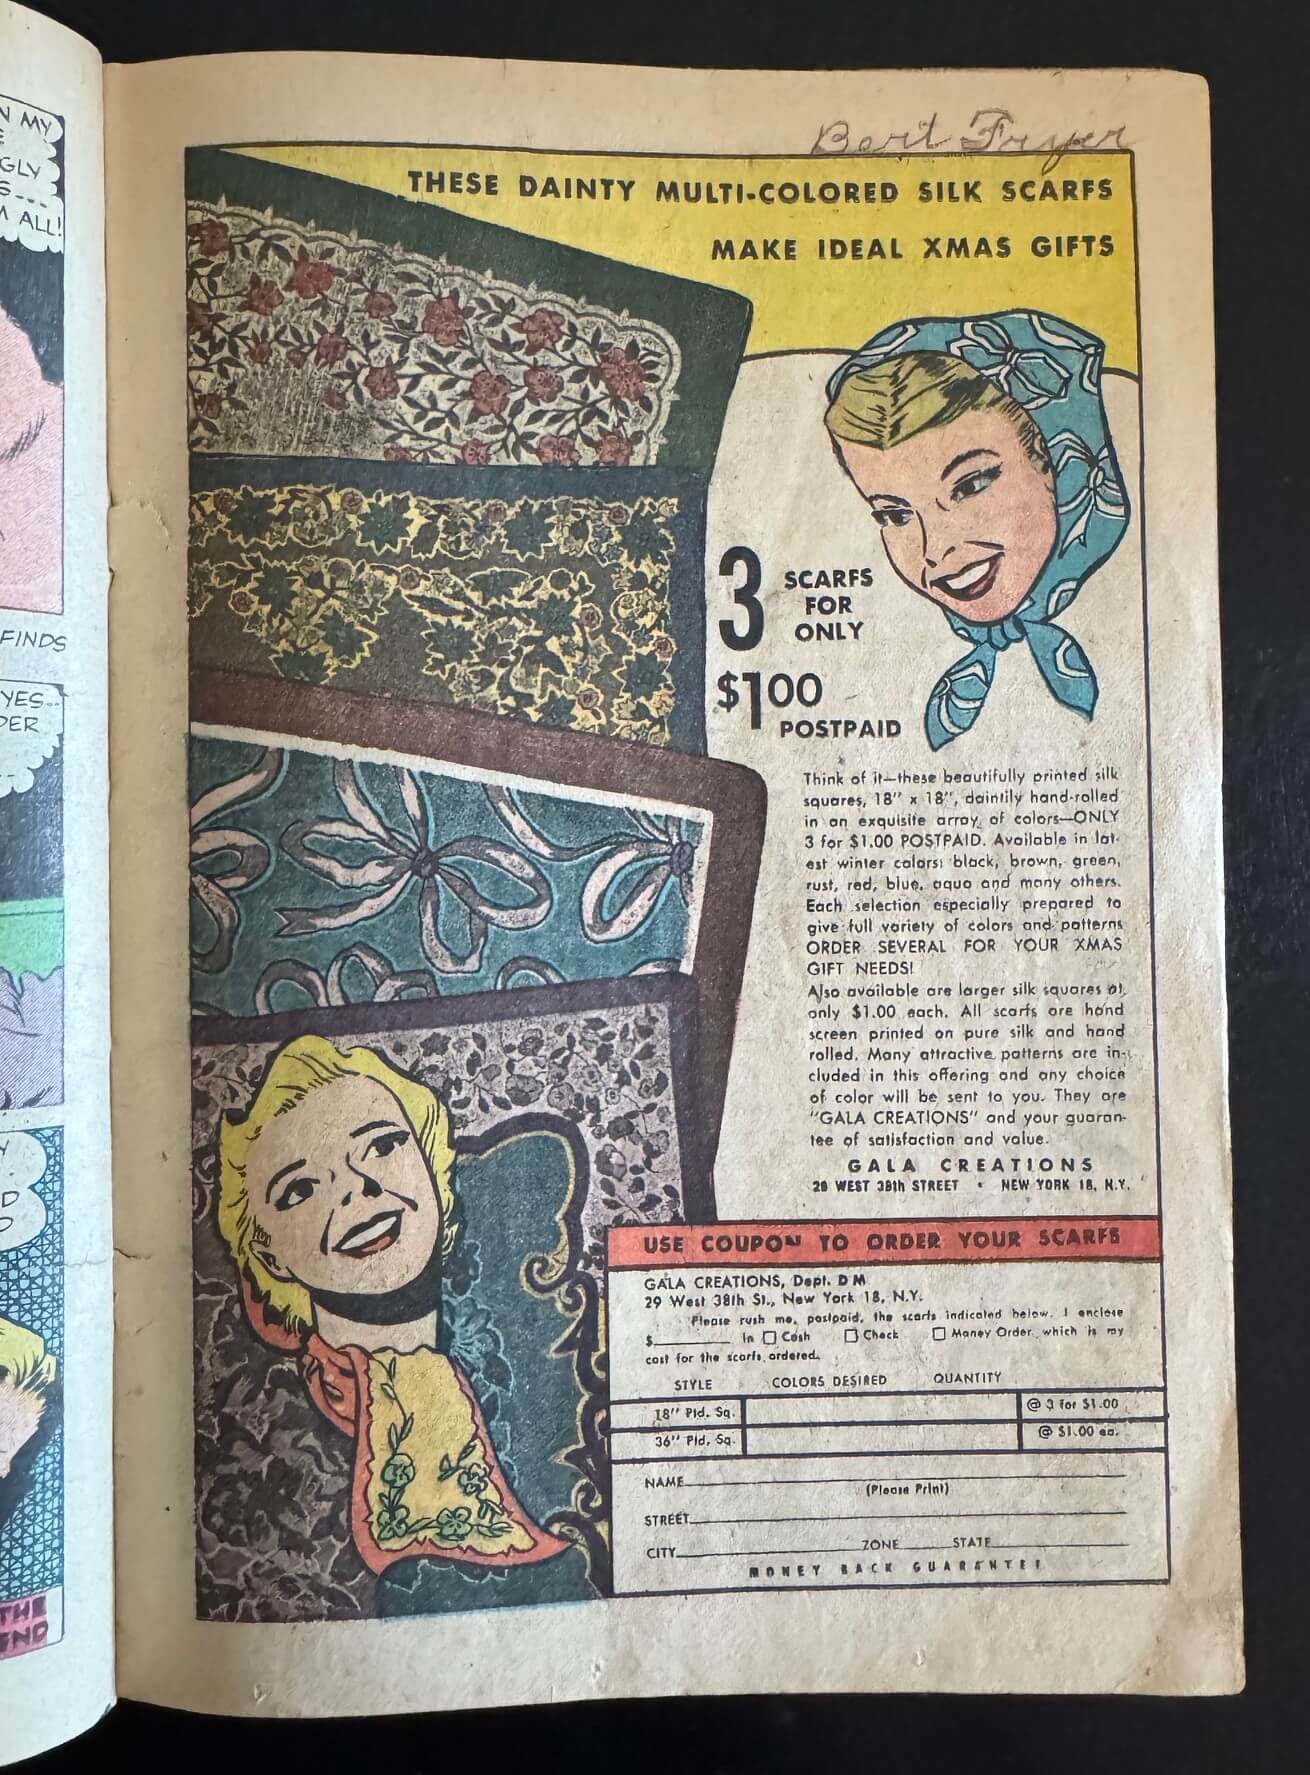 N MY
E
GLY
S---
M ALL!
FINDS
YES--
DER
Y
D
O
THE
END
Bert Fryer
THESE DAINTY MULTI-COLORED SILK SCARFS
MAKE IDEAL XMAS GIFTS
3 SCARFS
FOR
ONLY
$1.00
POSTPAID
Think of it—these beautifully printed silk
squares, 18" x 18", daintily hand-rolled
in an exquisite array of colors—ONLY
3 for $1.00 POSTPAID. Available in lat-
est winter colors: black, brown, green,
rust, red, blue, aqua and many others.
Each selection especially prepared to
give full variety of colors and patterns
ORDER SEVERAL FOR YOUR XMAS
GIFT NEEDS!
Also available are larger silk squares at
only $1.00 each. All scarfs are hand
screen printed on pure silk and hand
rolled. Many attractive patterns are in-
cluded in this offering and any choice
of color will be sent to you. They are
"GALA CREATIONS" and your guaran-
tee of satisfaction and value.
GALA CREATIONS
29 WEST 38th STREET • NEW YORK 18, N.Y.
USE COUPON TO ORDER YOUR SCARFS
GALA CREATIONS, Dept. D M
29 West 38th St., New York 18, N.Y.
Please rush me, postpaid, the scarfs indicated below. I enclose
$ in Cash Check Money Order which is my
cost for the scarfs ordered.
STYLE COLORS DESIRED QUANTITY
18" Pld. Sq. @ 3 for $1.00
36" Pld. Sq. @ $1.00 ea.
NAME
(Please Print)
STREET
CITY ZONE STATE
MONEY BACK GUARANTEE